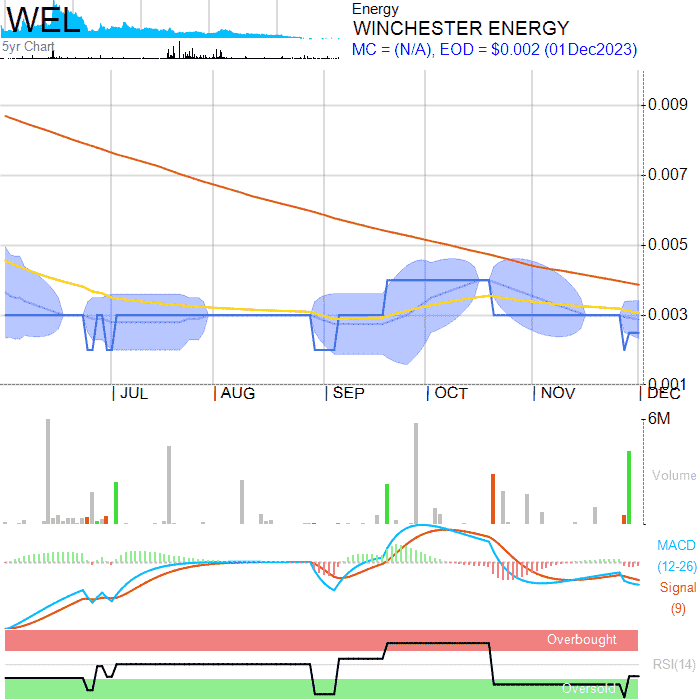 WEL
5yr Chart
Energy
WINCHESTER ENERGY
MC = (N/A), EOD = $0.002 (01Dec2023)
0.009
0.007
0.005
0.003
0.001
JUL AUG SEP OCT NOV DEC
6M
Volume
MACD
(12-26)
Signal
(9)
Overbought
RSI(14)
Oversold